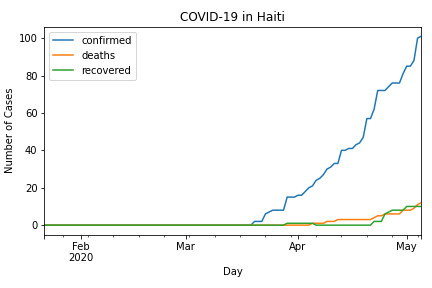 COVID-19 in Haiti
confirmed
deaths
recovered
Number of Cases
100
80
60
40
20
0
Feb
2020
Mar
Apr
May
Day